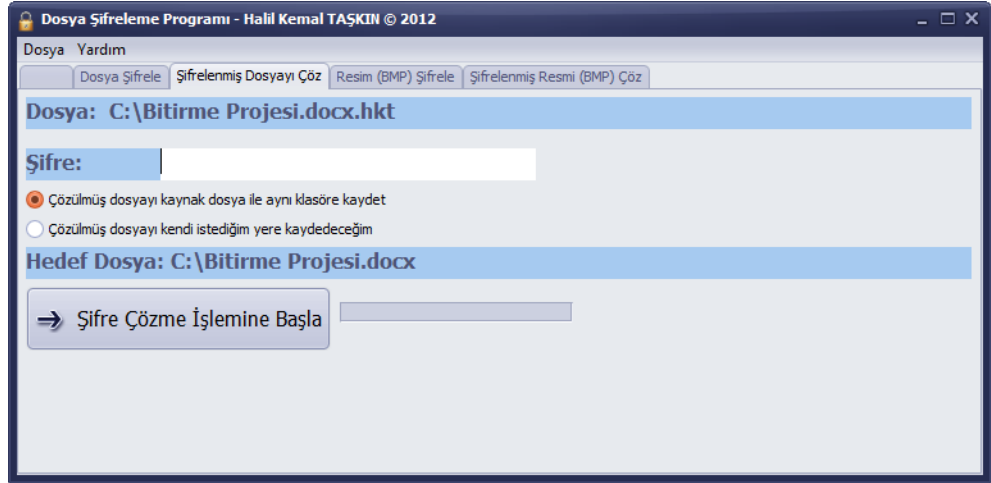 Dosya Şifreleme Programı - Halil Kemal TAŞKIN © 2012
Dosya Yardım
Dosya Şifrele Şifrelenmiş Dosyayı Çöz Resim (BMP) Şifrele Şifrelenmiş Resmi (BMP) Çöz
Dosya: C:\Bitirme Projesi.docx.hkt
Şifre:
Çözülmüş dosyayı kaynak dosya ile aynı klasöre kaydet
Çözülmüş dosyayı kendi istediğim yere kaydedeceğim
Hedef Dosya: C:\Bitirme Projesi.docx
Şifre Çözme İşlemine Başla